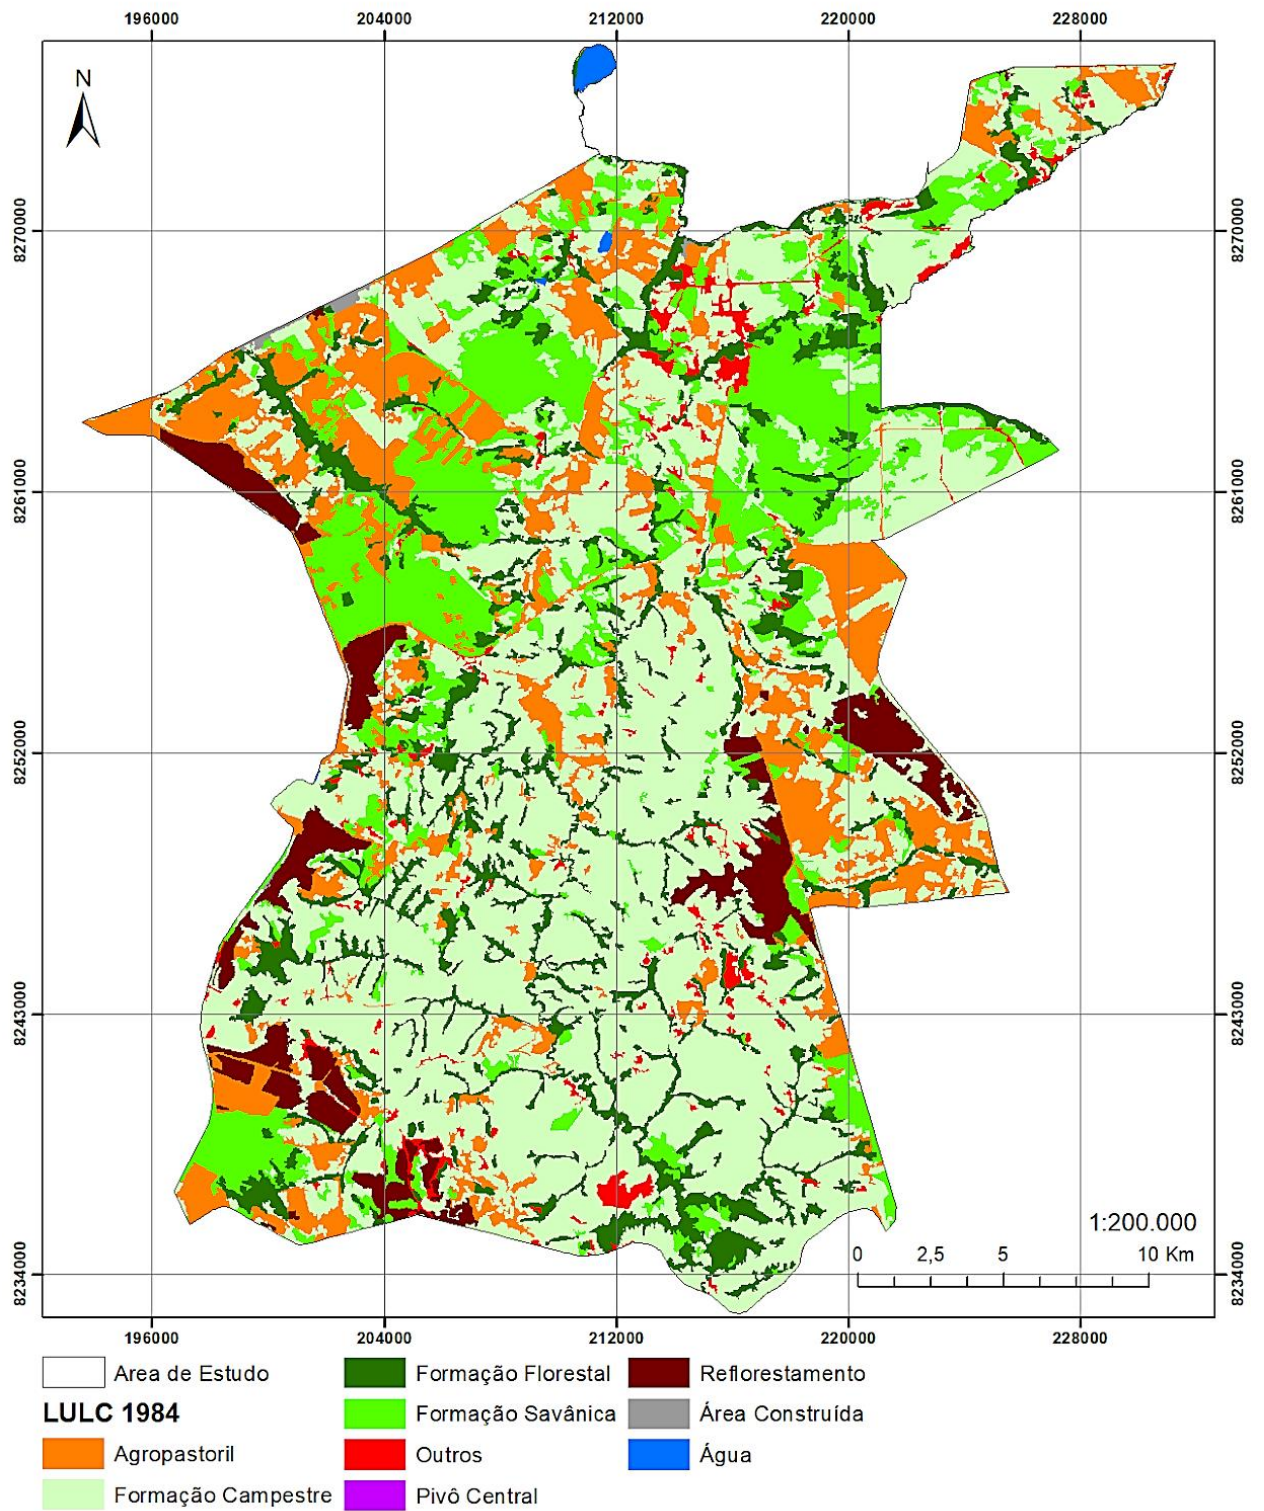 196000 204000 212000 220000 228000
N
8270000 8270000
8261000 8261000
8252000 8252000
8243000 8243000
8234000 8234000
1:200.000
0 2,5 5 10 Km
196000 204000 212000 220000 228000
Area de Estudo Formação Florestal Reflorestamento
LULC 1984 Formação Savânica Área Construída
Agropastoril Outros Água
Formação Campestre Pivô Central